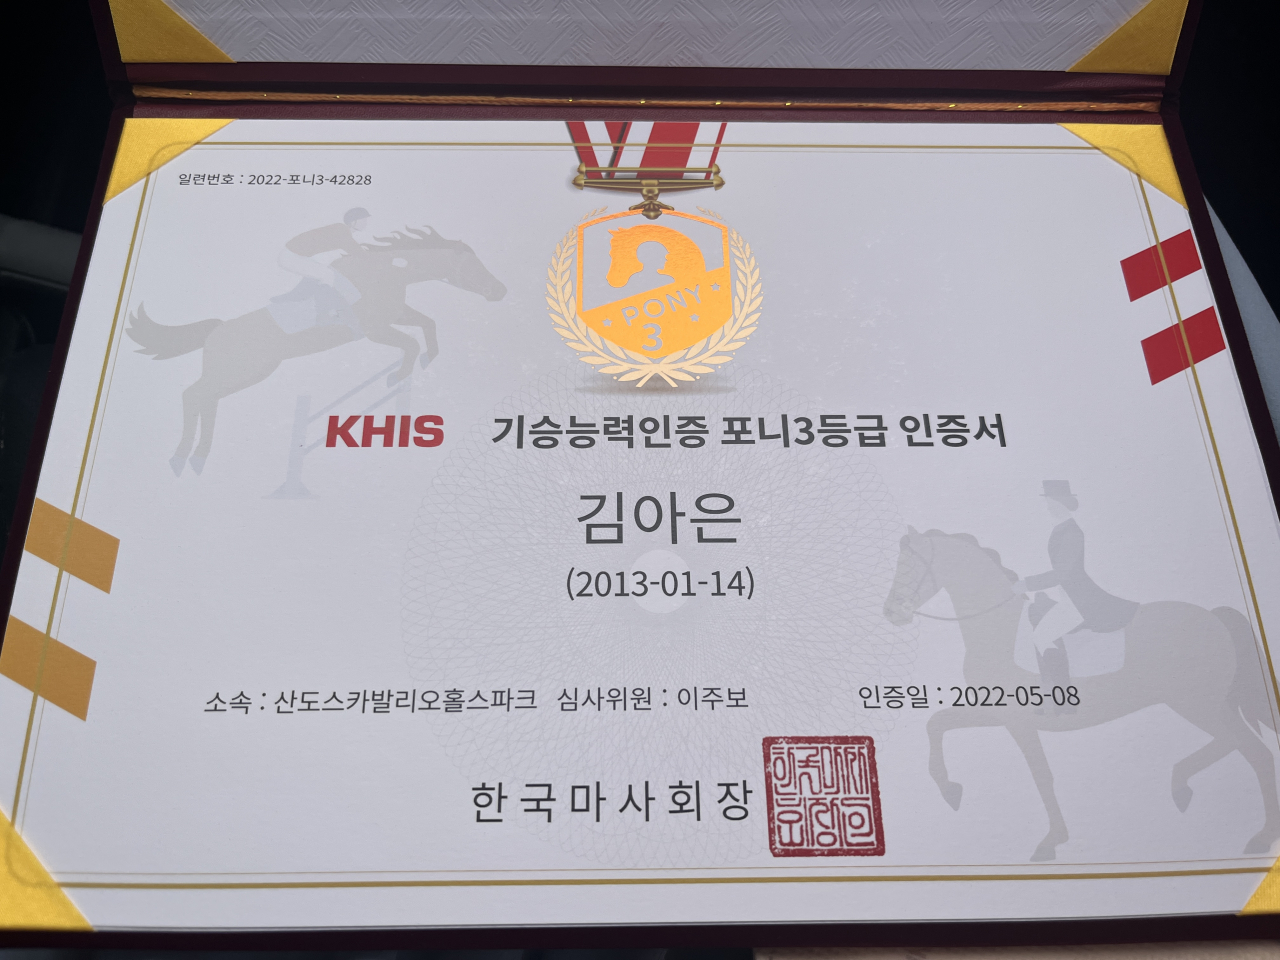 일련번호 : 2022-포니3-42828
PONY
3
KHIS 기승능력인증 포니3등급 인증서
김아은
(2013-01-14)
소속 : 산도스카발리오홀스파크 심사위원 : 이주보 인증일 : 2022-05-08
한국마사회장